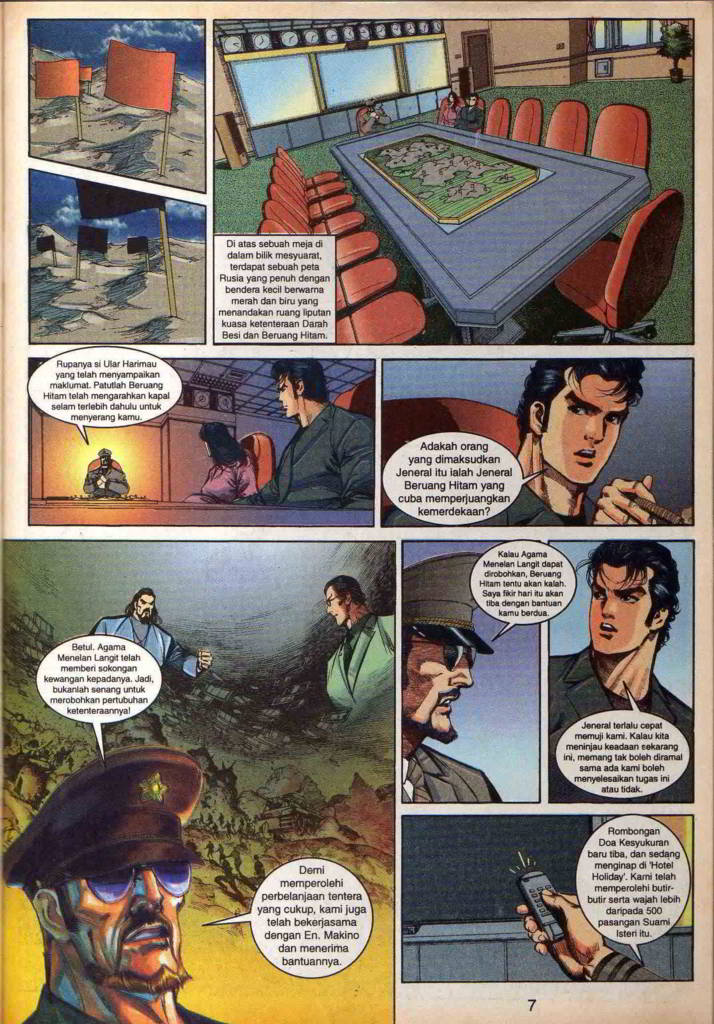 Di atas sebuah meja di
dalam bilik mesyuarat,
terdapat sebuah peta
Rusia yang penuh dengan
bendera kecil berwarna
merah dan biru yang
menandakan ruang liputan
kuasa ketenteraan Darah
Besi dan Beruang Hitam.
Rupanya si Ular Harimau
yang telah menyampaikan
maklumat. Patutlah Beruang
Hitam telah mengarahkan kapal
selam terlebih dahulu untuk
menyerang kamu.
Adakah orang
yang dimaksudkan
Jeneral itu ialah Jeneral
Beruang Hitam yang
cuba memperjuangkan
kemerdekaan?
Betul. Agama
Menelan Langit telah
memberi sokongan
kewangan kepadanya. Jadi,
bukanlah senang untuk
merobohkan pertubuhan
ketenteraannya!
Demi
memperolehi
perbelanjaan tentera
yang cukup, kami juga
telah bekerjasama
dengan En. Makino
dan menerima
bantuannya.
Kalau Agama
Menelan Langit dapat
dirobohkan, Beruang
Hitam tentu akan kalah.
Saya fikir hari itu akan
tiba dengan bantuan
kamu berdua.
Jeneral terlalu cepat
memuji kami. Kalau kita
meninjau keadaan sekarang
ini, memang tak boleh diramal
sama ada kami boleh
menyelesaikan tugas ini
atau tidak.
Rombongan
Doa Kesyukuran
baru tiba, dan sedang
menginap di 'Hotel
Holiday'. Kami telah
memperolehi butir-
butir serta wajah lebih
daripada 500
pasangan Suami
Isteri itu.
7